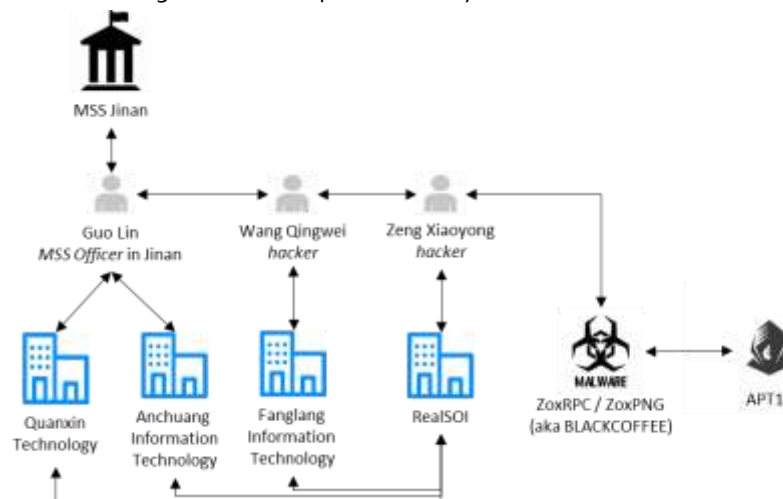 MSS Jinan
Guo Lin
MSS Officer in Jinan
Wang Qingwei
hacker
Zeng Xiaoyong
hacker
Quanxin
Technology
Anchuang
Information
Technology
Fanglang
Information
Technology
RealSOI
MALWARE
ZoxRPC / ZoxPNG
(aka BLACKCOFFEE)
APT1